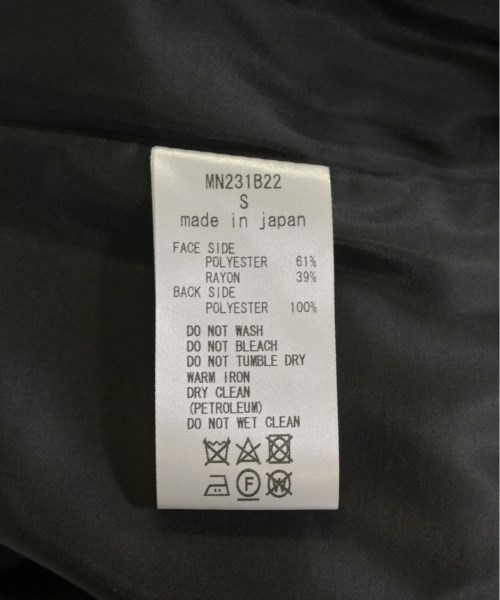 MN231B22
S
made in japan
FACE SIDE
POLYESTER 61%
RAYON 39%
BACK SIDE
POLYESTER 100%
DO NOT WASH
DO NOT BLEACH
DO NOT TUMBLE DRY
WARM IRON
DRY CLEAN
(PETROLEUM)
DO NOT WET CLEAN
F W